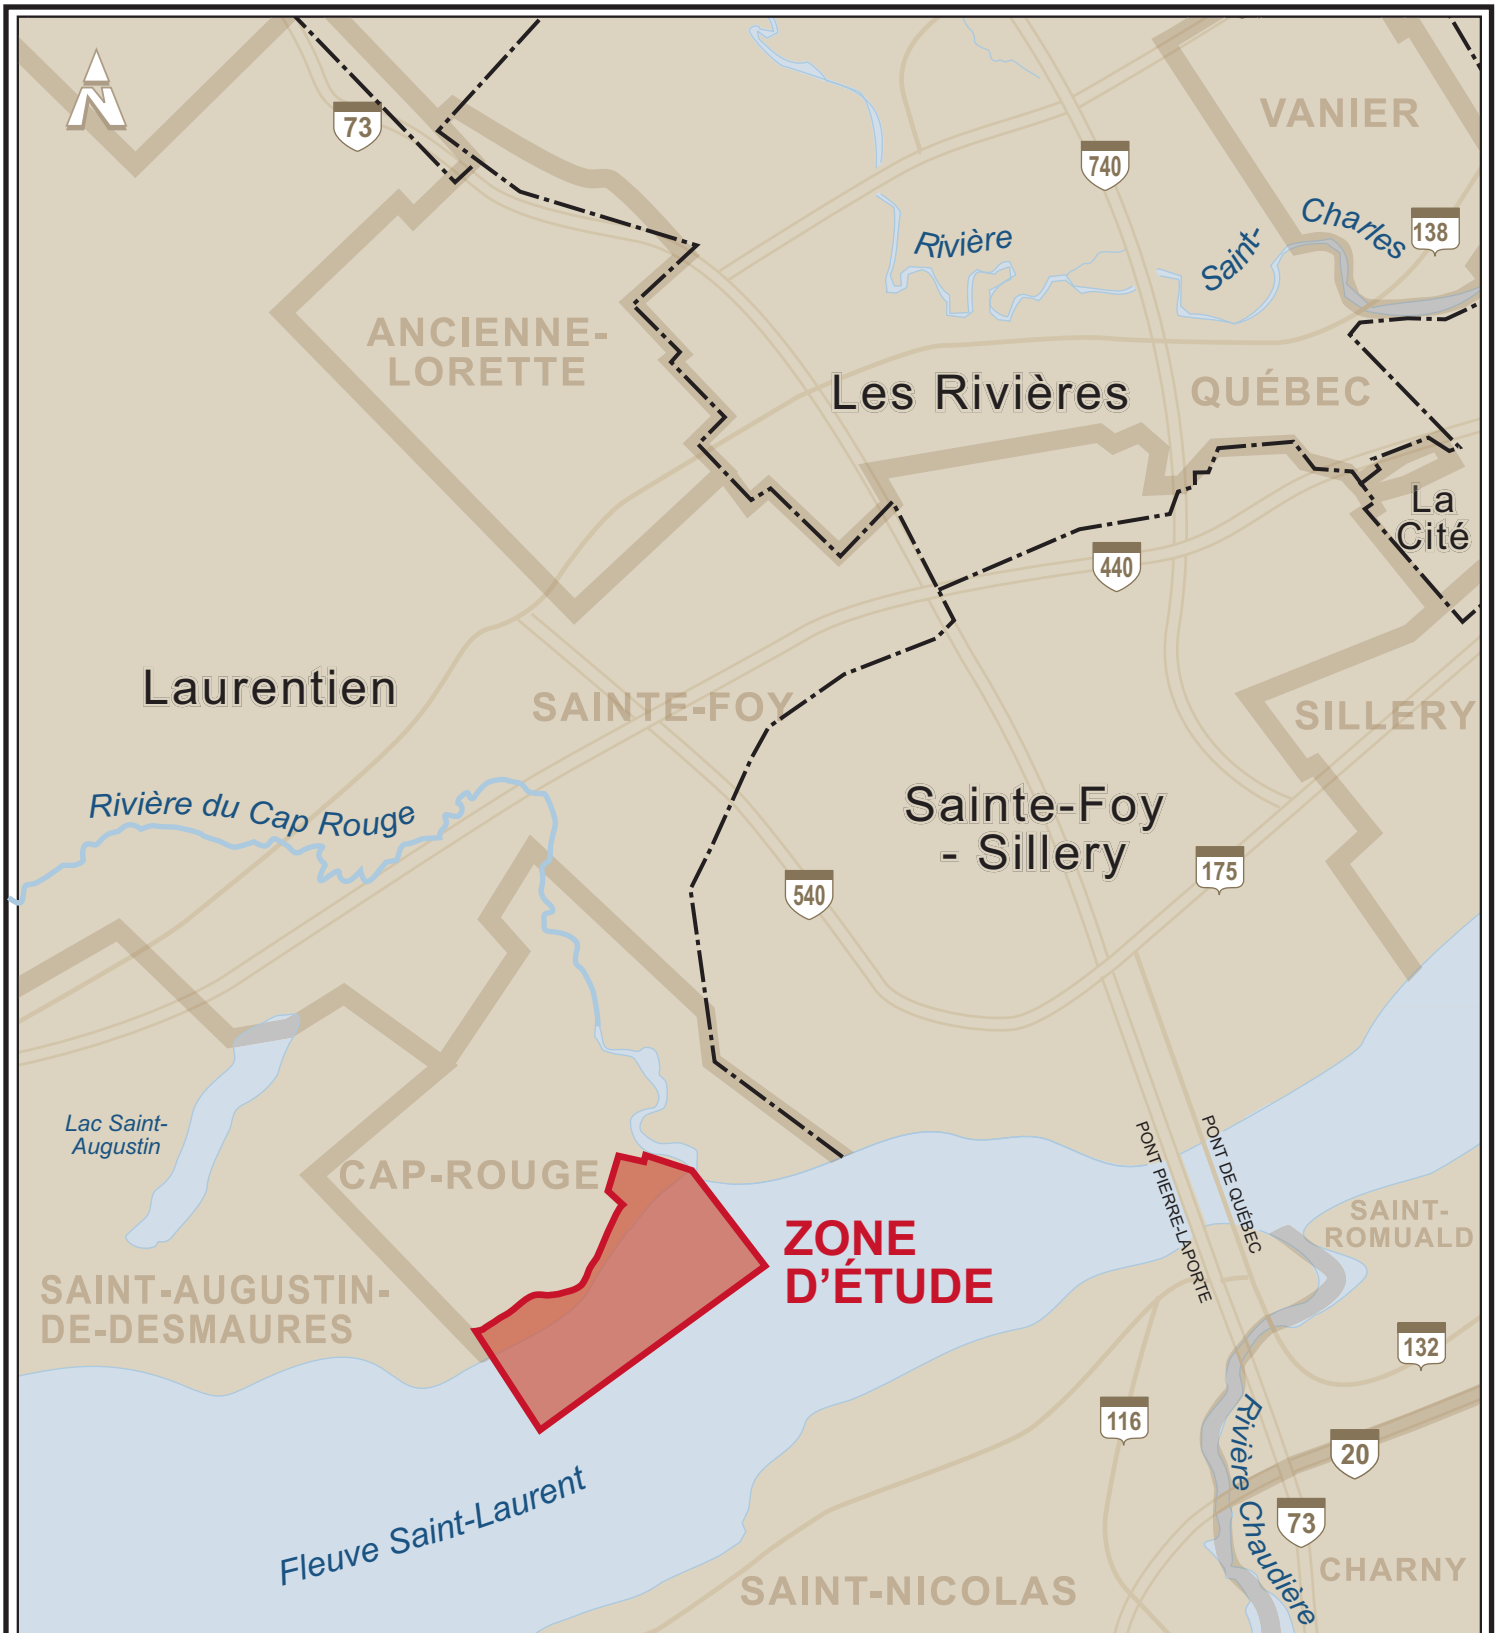 N
73
VANIER
740
Charles
138
Rivière
Saint-
ANCIENNE-
LORETTE
Les Rivières
QUÉBEC
La
Cité
440
Laurentien
SAINTE-FOY
SILLERY
Rivière du Cap Rouge
Sainte-Foy
- Sillery
540
175
Lac Saint-
Augustin
PONT PIERRE-LAPORTE
PONT DE QUÉBEC
CAP-ROUGE
SAINT-
ROMUALD
ZONE
D'ÉTUDE
SAINT-AUGUSTIN-
DE-DESMAURES
132
116
20
Rivière Chaudière
73
Fleuve Saint-Laurent
CHARNY
SAINT-NICOLAS